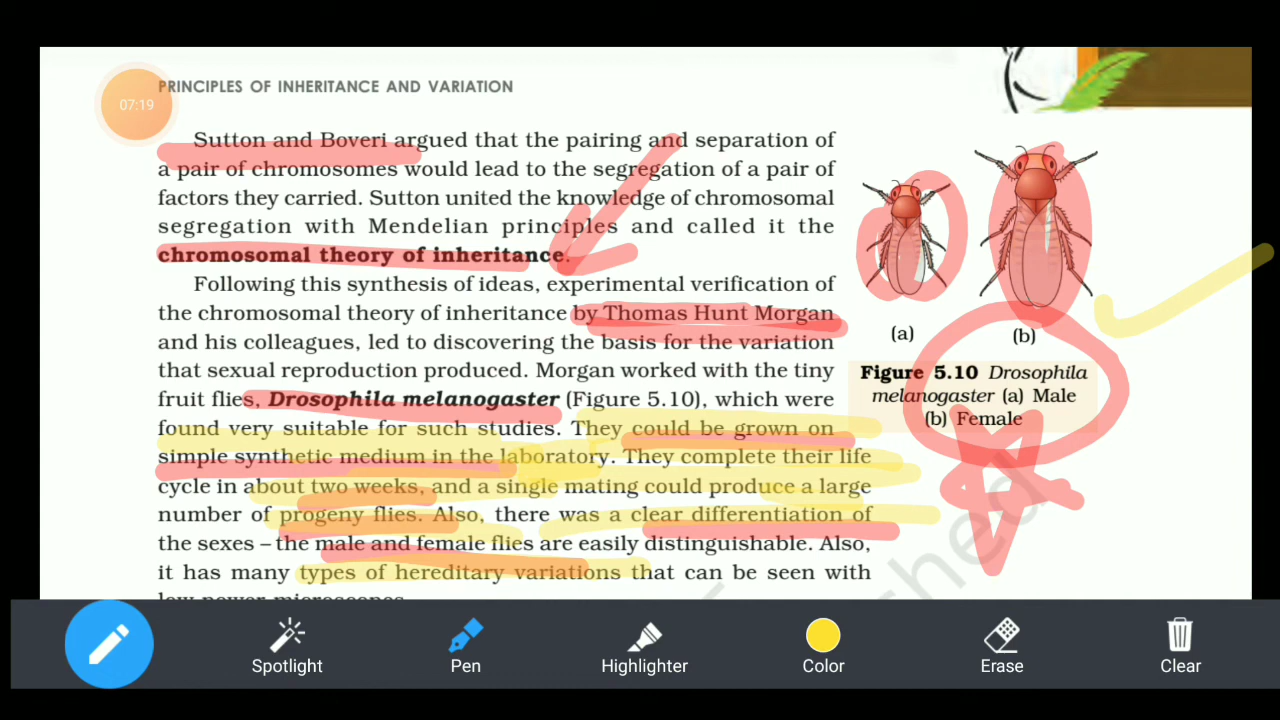 PRINCIPLES OF INHERITANCE AND VARIATION
07:19
Sutton and Boveri argued that the pairing and separation of
a pair of chromosomes would lead to the segregation of a pair of
factors they carried. Sutton united the knowledge of chromosomal
segregation with Mendelian principles and called it the
chromosomal theory of inheritance.
Following this synthesis of ideas, experimental verification of
the chromosomal theory of inheritance by Thomas Hunt Morgan
and his colleagues, led to discovering the basis for the variation
that sexual reproduction produced. Morgan worked with the tiny
fruit flies, Drosophila melanogaster (Figure 5.10), which were
found very suitable for such studies. They could be grown on
simple synthetic medium in the laboratory. They complete their life
cycle in about two weeks, and a single mating could produce a large
number of progeny flies. Also, there was a clear differentiation of
the sexes – the male and female flies are easily distinguishable. Also,
it has many types of hereditary variations that can be seen with
low power microscopes.
(a)
(b)
Figure 5.10 Drosophila
melanogaster (a) Male
(b) Female
Spotlight
Pen
Highlighter
Color
Erase
Clear